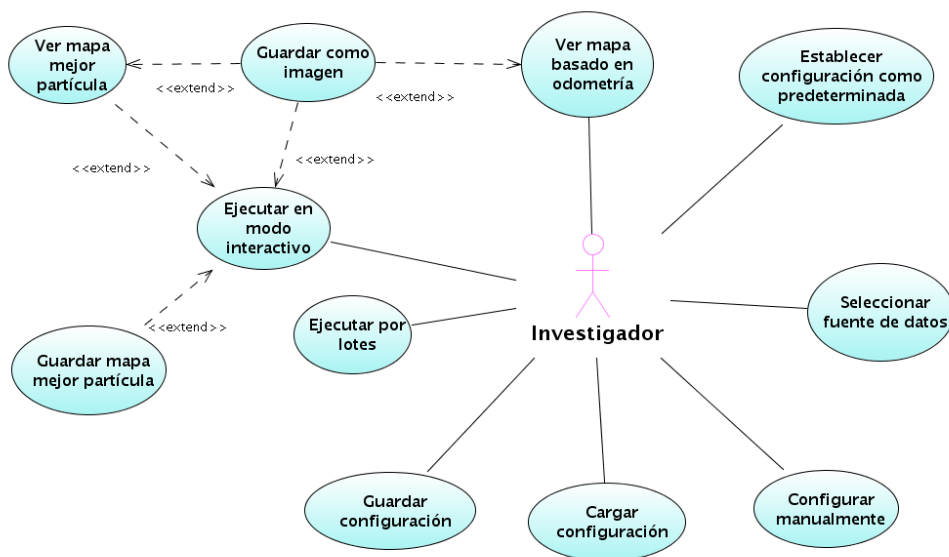 Ver mapa
mejor
partícula
Guardar como
imagen
Ver mapa
basado en
odometría
Establecer
configuración como
predeterminada
<<extend>>
<<extend>>
<<extend>>
<<extend>>
Ejecutar en
modo
interactivo
<<extend>>
Guardar mapa
mejor partícula
Ejecutar por
lotes
Investigador
Seleccionar
fuente de datos
Guardar
configuración
Cargar
configuración
Configurar
manualmente